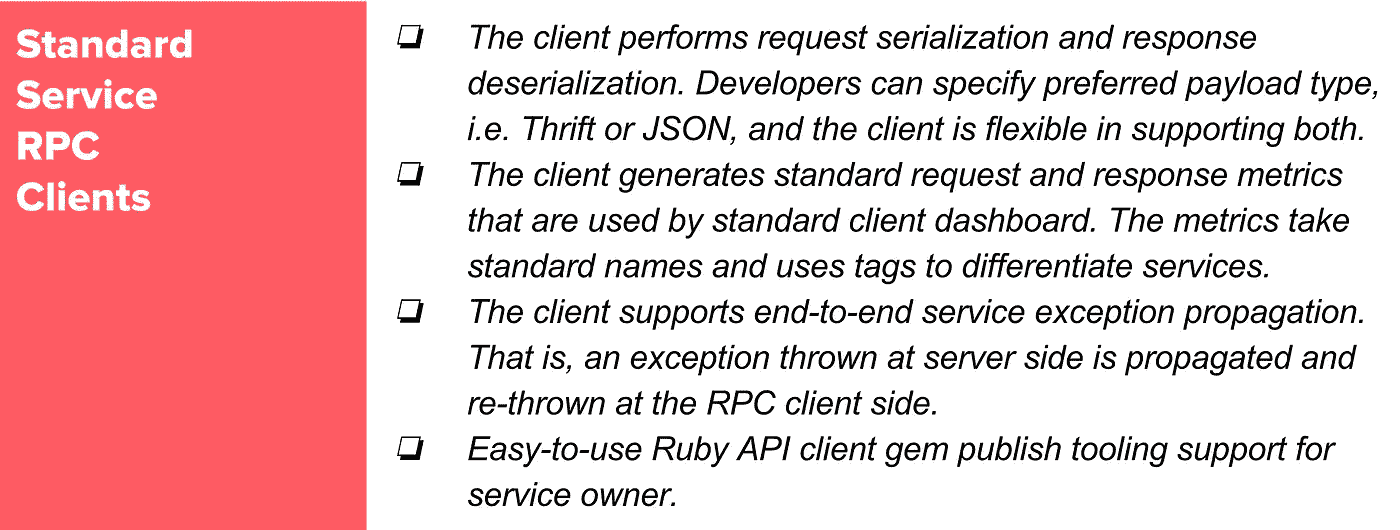 Standard
Service
RPC
Clients
❏ The client performs request serialization and response
deserialization. Developers can specify preferred payload type,
i.e. Thrift or JSON, and the client is flexible in supporting both.
❏ The client generates standard request and response metrics
that are used by standard client dashboard. The metrics take
standard names and uses tags to differentiate services.
❏ The client supports end-to-end service exception propagation.
That is, an exception thrown at server side is propagated and
re-thrown at the RPC client side.
❏ Easy-to-use Ruby API client gem publish tooling support for
service owner.